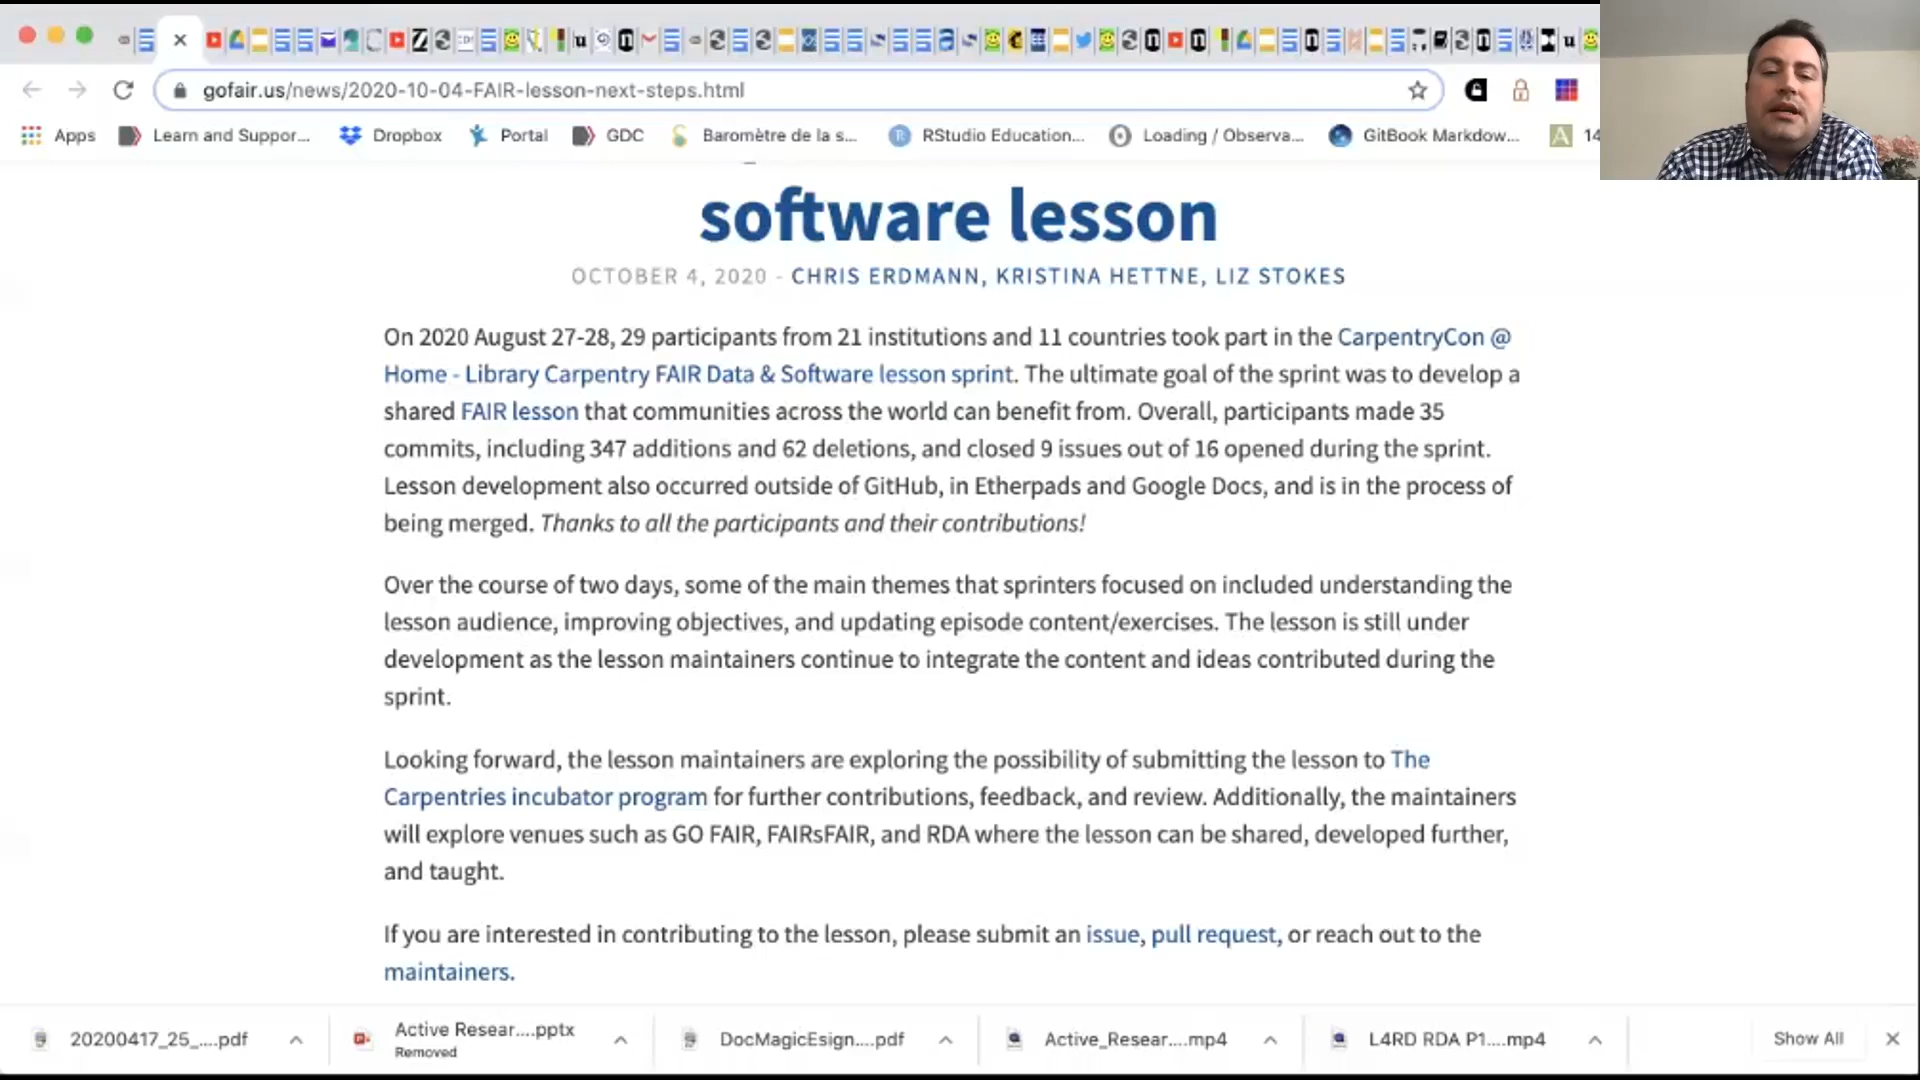 gofair.us/news/2020-10-04-FAIR-lesson-next-steps.html
Apps Learn and Suppor... Dropbox Portal GDC Baromètre de la s... RStudio Education... Loading / Observa... GitBook Markdow... 14
software lesson
OCTOBER 4, 2020 - CHRIS ERDMANN, KRISTINA HETTNE, LIZ STOKES
On 2020 August 27-28, 29 participants from 21 institutions and 11 countries took part in the CarpentryCon @
Home - Library Carpentry FAIR Data & Software lesson sprint. The ultimate goal of the sprint was to develop a
shared FAIR lesson that communities across the world can benefit from. Overall, participants made 35
commits, including 347 additions and 62 deletions, and closed 9 issues out of 16 opened during the sprint.
Lesson development also occurred outside of GitHub, in Etherpads and Google Docs, and is in the process of
being merged. Thanks to all the participants and their contributions!
Over the course of two days, some of the main themes that sprinters focused on included understanding the
lesson audience, improving objectives, and updating episode content/exercises. The lesson is still under
development as the lesson maintainers continue to integrate the content and ideas contributed during the
sprint.
Looking forward, the lesson maintainers are exploring the possibility of submitting the lesson to The
Carpentries incubator program for further contributions, feedback, and review. Additionally, the maintainers
will explore venues such as GO FAIR, FAIRsFAIR, and RDA where the lesson can be shared, developed further,
and taught.
If you are interested in contributing to the lesson, please submit an issue, pull request, or reach out to the
maintainers.
20200417_25_....pdf
Active Resear....pptx
Removed
DocMagicEsign....pdf
Active_Resear....mp4
L4RD RDA P1....mp4
Show All